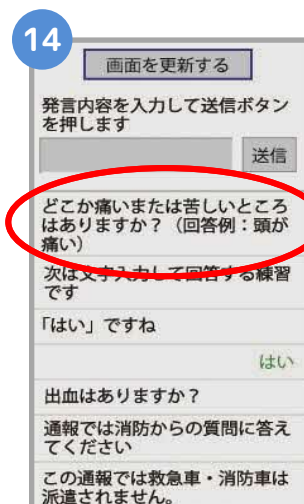 14
画面を更新する
発言内容を入力して送信ボタン
を押します
送信
どこか痛いまたは苦しいところ
はありますか?（回答例：頭が
痛い）
次は文字入力して回答する練習
です
「はい」ですね
はい
出血はありますか?
通報では消防からの質問に答え
てください
この通報では救急車・消防車は
派遣されません。